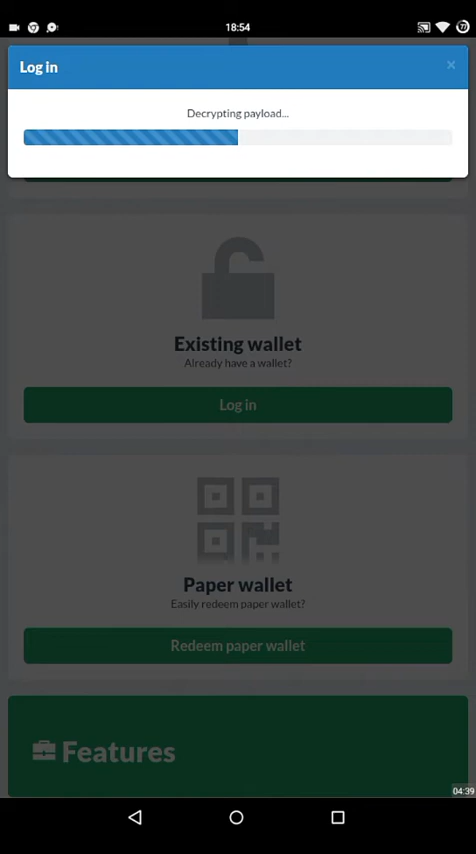 18:54
77
Log in
×
Decrypting payload...
Existing wallet
Already have a wallet?
Log in
Paper wallet
Easily redeem paper wallet?
Redeem paper wallet
Features
04:39